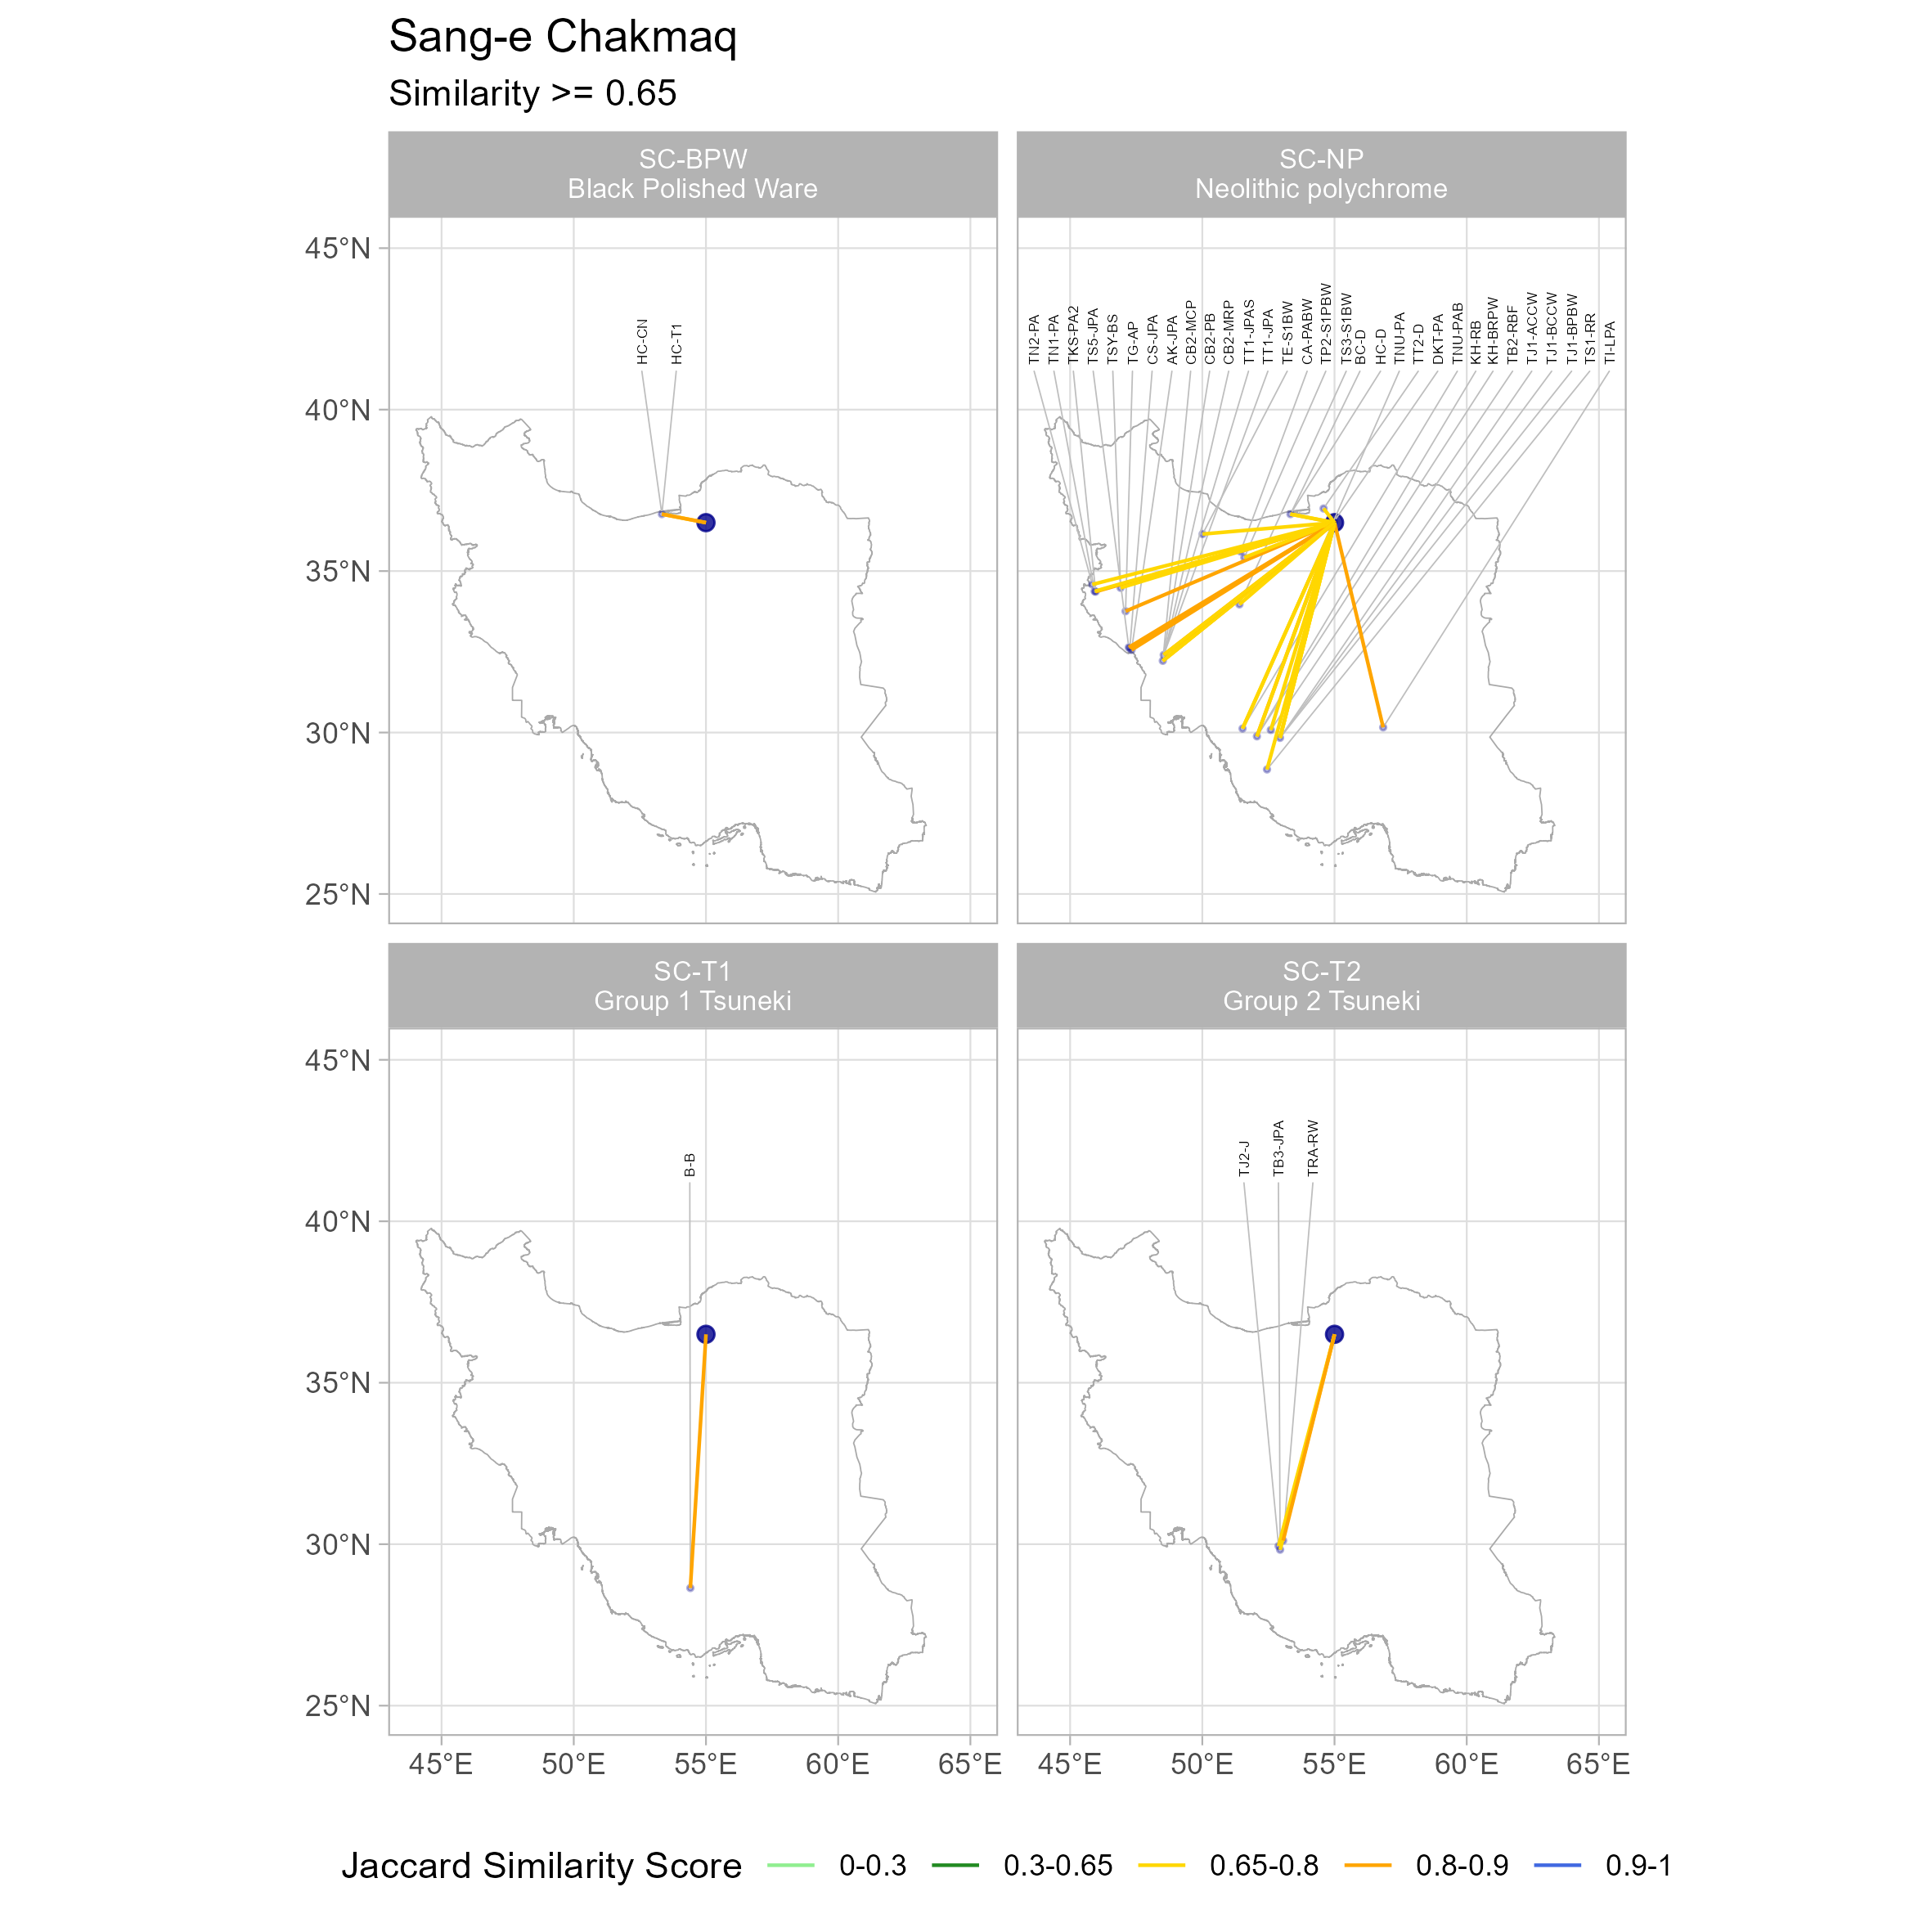 Sang-e Chakmaq
Similarity >= 0.65
SC-BPW
Black Polished Ware
SC-NP
Neolithic polychrome
45°N
40°N
35°N
30°N
25°N
HC-CN
HC-T1
TN2-PA
TN1-PA
TKS-PA2
TS5-JPA
TSY-BS
TG-AP
CS-JPA
AK-JPA
CB2-MCP
CB2-PB
CB2-MRP
TT1-JPAS
TT1-JPA
TE-S1BW
CA-PABW
TP2-S1PBW
TS3-S1BW
BC-D
HC-D
TNU-PA
TT2-D
DKT-PA
TNU-PAB
KH-RB
KH-BRPW
TB2-RBF
TJ1-ACCW
TJ1-BCCW
TJ1-BPBW
TS1-RR
TI-LPA
SC-T1
Group 1 Tsuneki
SC-T2
Group 2 Tsuneki
45°N
40°N
35°N
30°N
25°N
B-B
TJ2-J
TB3-JPA
TRA-RW
45°E 50°E 55°E 60°E 65°E
45°E 50°E 55°E 60°E 65°E
Jaccard Similarity Score 0-0.3 0.3-0.65 0.65-0.8 0.8-0.9 0.9-1